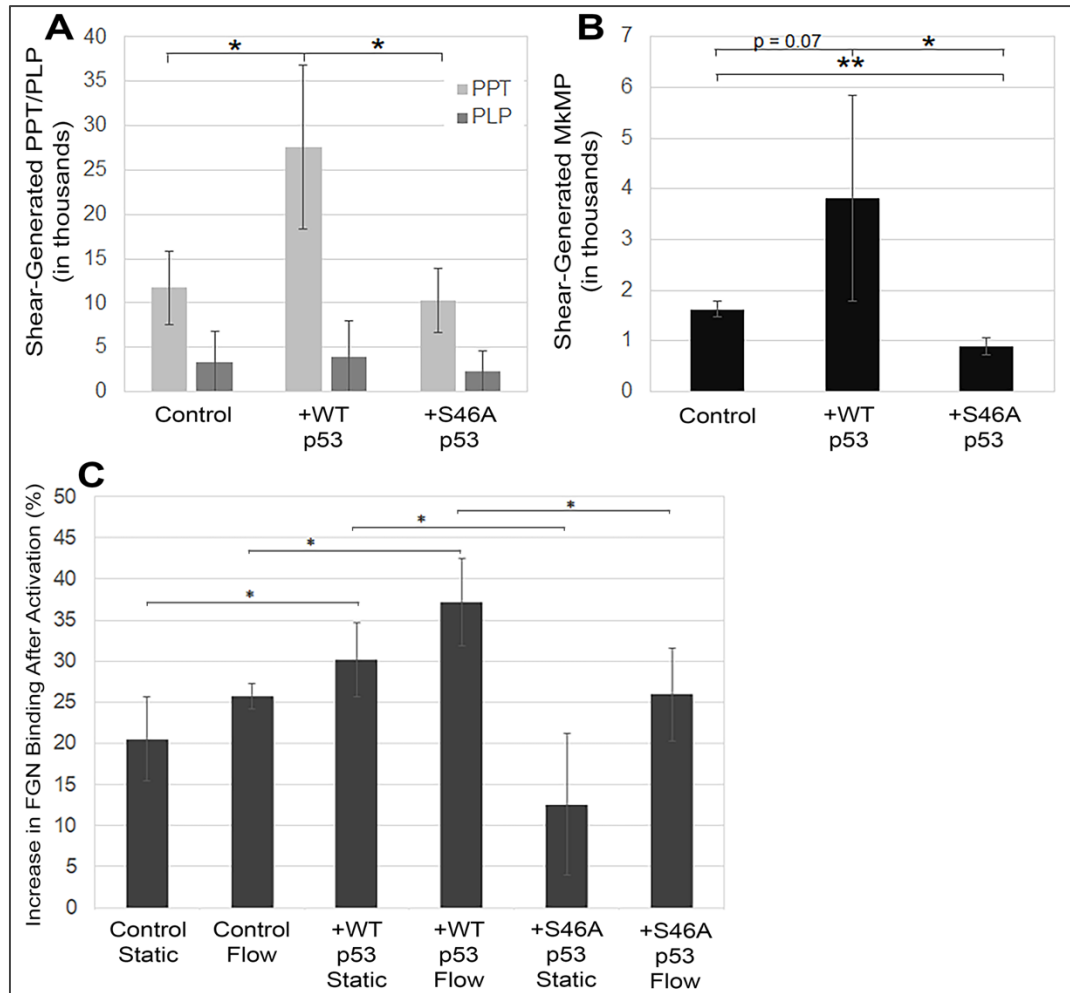 A
Shear-Generated PPT/PLP
(in thousands)
40
35
30
25
20
15
10
5
0
*
*
PPT
PLP
Control
+WT
p53
+S46A
p53
B
Shear-Generated MkMP
(in thousands)
7
6
5
4
3
2
1
0
p = 0.07
*
**
Control
+WT
p53
+S46A
p53
C
Increase in FGN Binding After Activation (%)
50
45
40
35
30
25
20
15
10
5
0
*
*
*
*
Control
Static
Control
Flow
+WT
p53
Static
+WT
p53
Flow
+S46A
p53
Static
+S46A
p53
Flow